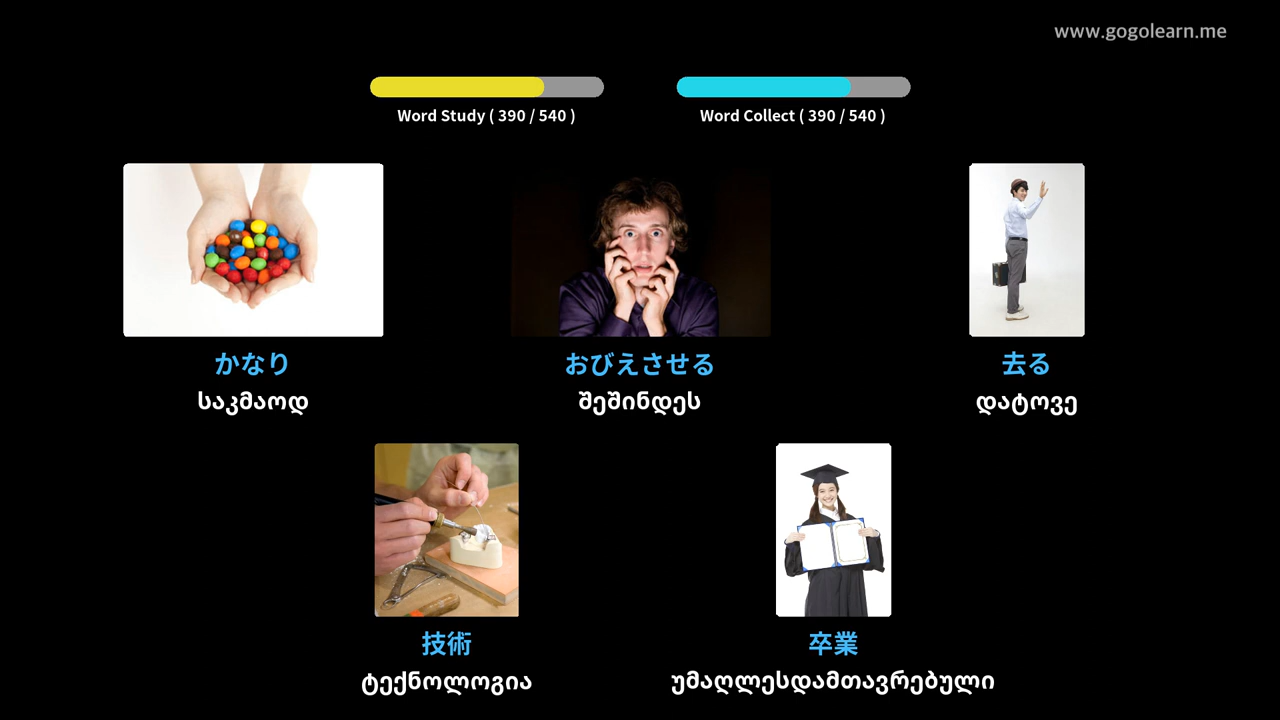 www.gogolearn.me
Word Study ( 390 / 540 )
Word Collect ( 390 / 540 )
かなり
საკმაოდ
おびえさせる
შეშინდეს
去る
დატოვე
技術
ტექნოლოგია
卒業
უმაღლესდამთავრებული